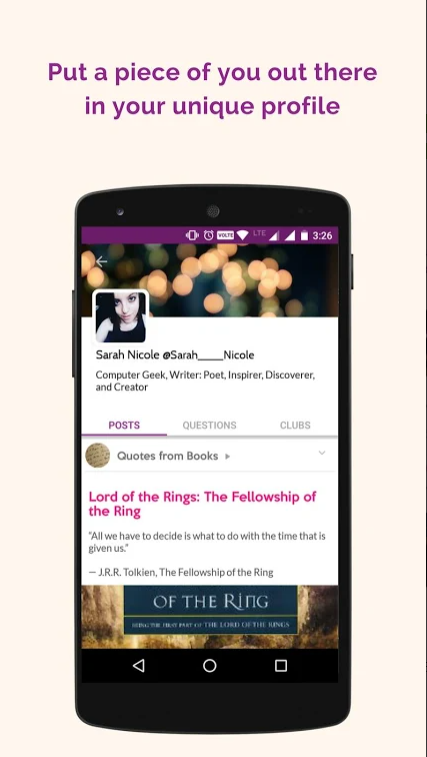 Put a piece of you out there
in your unique profile
VOLTE LTE 3:26
Sarah Nicole @Sarah____Nicole
Computer Geek, Writer: Poet, Inspirer, Discoverer,
and Creator
POSTS QUESTIONS CLUBS
Quotes from Books
Lord of the Rings: The Fellowship of
the Ring
“All we have to decide is what to do with the time that is
given us.”
— J.R.R. Tolkien, The Fellowship of the Ring
OF THE RING
BEING THE FIRST PART OF THE LORD OF THE RINGS